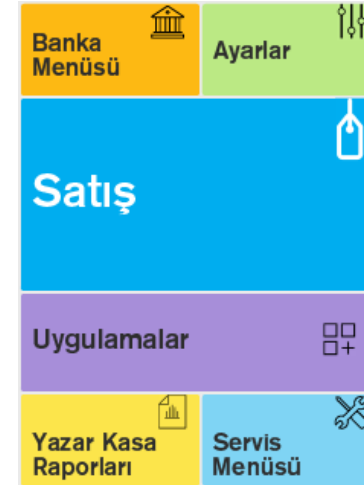 Banka
Menüsü
Ayarlar
Satış
Uygulamalar
Yazar Kasa
Raporları
Servis
Menüsü